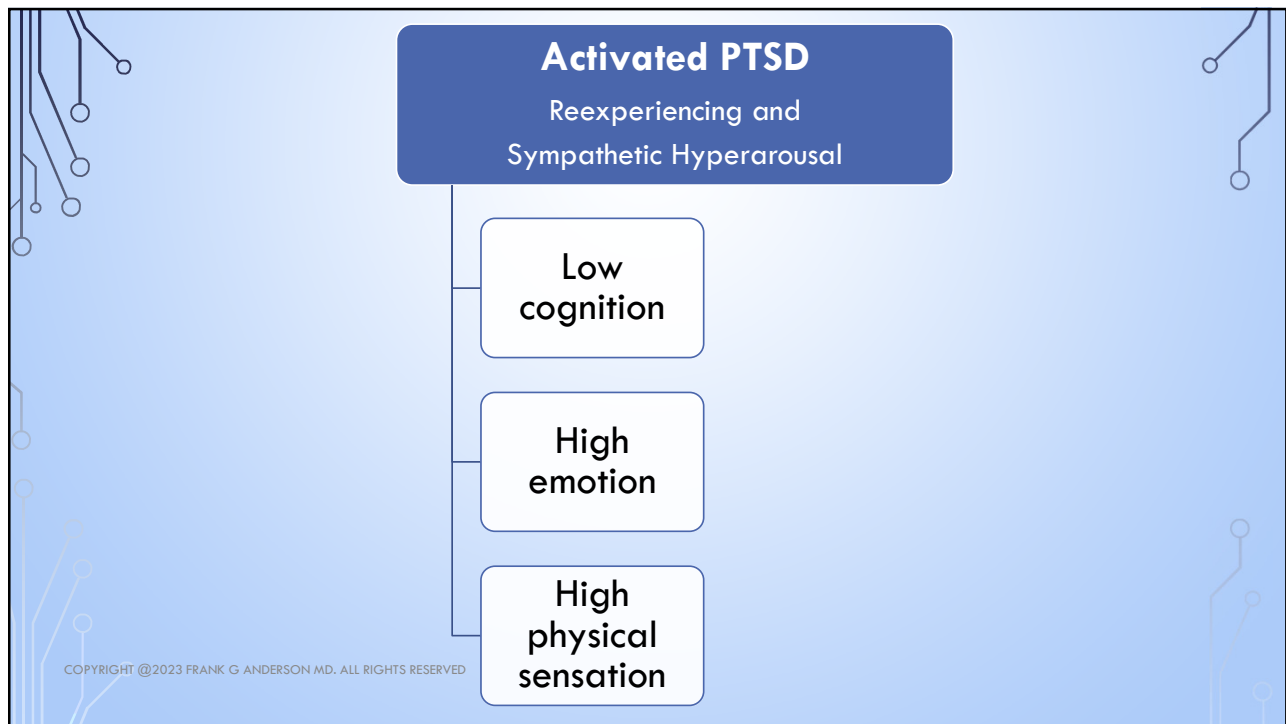 Activated PTSD
Reexperiencing and
Sympathetic Hyperarousal
Low
cognition
High
emotion
High
physical
sensation
COPYRIGHT @2023 FRANK G ANDERSON MD. ALL RIGHTS RESERVED